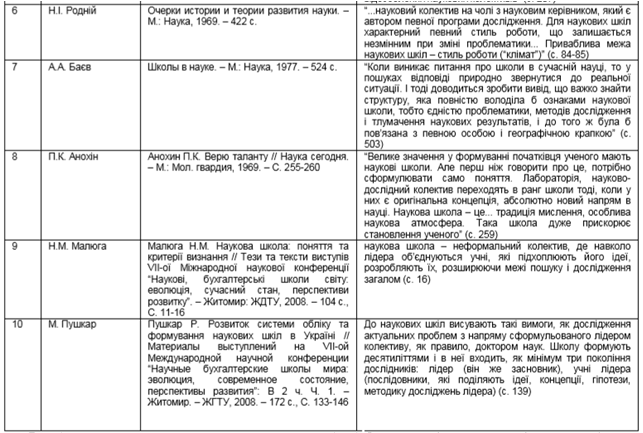 6
Н.І. Родній
Очерки истории и теории развития науки. –
М.: Наука, 1969. – 422 с.
“...науковий колектив на чолі з науковим керівником, який є
автором певної програми дослідження. Для наукових шкіл
характерний певний стиль роботи, що залишається
незмінним при зміні проблематики... Приваблива межа
наукових шкіл – стиль роботи (“клімат”)” (с. 84-85)
7
А.А. Баєв
Школы в науке. – М.: Наука, 1977. – 524 с.
“Коли виникає питання про школи в сучасній науці, то у
пошуках відповіді природно звернутися до реальної
ситуації. І тоді доводиться зробити вивід, що важко знайти
структуру, яка повністю володіла б ознаками наукової
школи, тобто єдністю проблематики, методів дослідження
і тлумачення наукових результатів, і до того ж була б
пов’язана з певною особою і географічною крапкою” (с.
503)
8
П.К. Анохін
Анохин П.К. Верю таланту // Наука сегодня.
– М.: Мол. гвардия, 1969. – С. 255-260
“Велике значення у формуванні початківця ученого мають
наукові школи. Але перш ніж говорити про це, потрібно
сформулювати само поняття. Лабораторія, науково-
дослідний колектив переходять в ранг школи тоді, коли у
них є оригінальна концепція, абсолютно новий напрям в
науці. Наукова школа – це... традиція мислення, особлива
наукова атмосфера. Така школа дуже прискорює
становлення ученого” (с. 259)
9
Н.М. Малюга
Малюга Н.М. Наукова школа: поняття та
критерії визнання // Тези та тексти виступів
VII-ої Міжнародної наукової конференції
“Наукові, бухгалтерські школи світу:
еволюція, сучасний стан, перспективи
розвитку”. – Житомир: ЖДТУ, 2008. – 104 с.,
С. 11-16
наукова школа – неформальний колектив, де навколо
лідера об’єднуються учні, які підхоплюють його ідеї,
розробляють їх, розширюючи межі пошуку і дослідження
загалом (с. 16)
10
М. Пушкар
Пушкар Р. Розвиток системи обліку та
формування наукових шкіл в Україні //
Материалы выступлений на VII-ой
Международной научной конференции
“Научные бухгалтерские школы мира:
эволюция, современное состояние,
перспективы развития”: В 2 ч. Ч. 1. –
Житомир. – ЖГТУ, 2008. – 172 с., С. 133-146
До наукових шкіл висувають такі вимоги, як дослідження
актуальних проблем з напряму сформульованого лідером
колективу, як правило, доктором наук. Школу формують
десятиліттями і в неї входить, як мінімум три покоління
дослідників: лідер (він же засновник), учні лідера
(послідовники, які поділяють ідеї, концепції, гіпотези,
методику досліджень лідера) (с. 139)